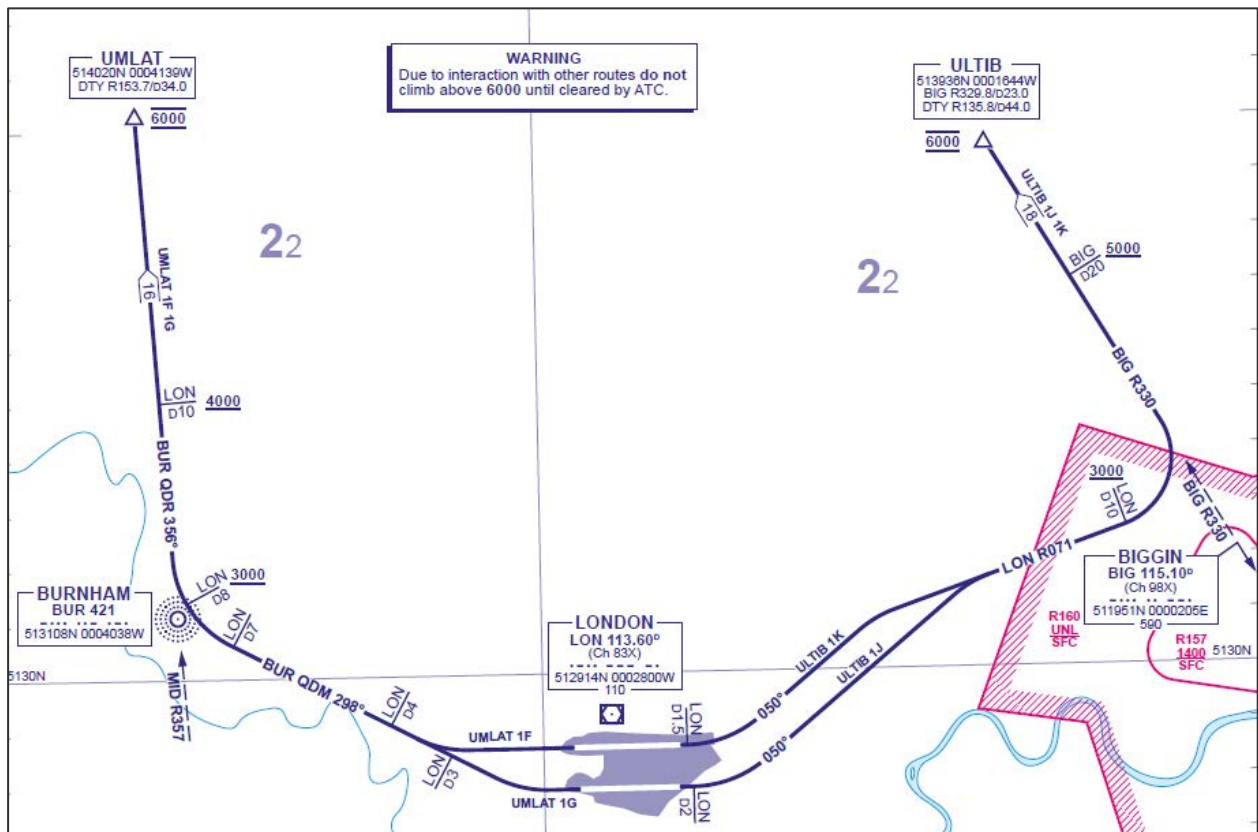 UMLAT
514020N 0004139W
DTY R153.7/D34.0
6000
WARNING
Due to interaction with other routes do not
climb above 6000 until cleared by ATC.
ULTIB
513936N 0001644W
BIG R329.8/D23.0
DTY R135.8/D44.0
6000
22
22
UMLAT 1F 1G
16
ULTIB 1J 1K
18
BIG
D20
5000
LON
D10
4000
BIG R330
BUR QDR 356°
3000
LON
D10
BIG R330
LON R071
BURNHAM
BUR 421
513108N 0004038W
LON
D8
3000
LON
D7
BIGGIN
BIG 115.10D
(Ch 98X)
511951N 0000205E
590
R160
UNL
SFC
R157
1400
SFC
LONDON
LON 113.60D
(Ch 83X)
512914N 0002800W
110
5130N
5130N
MID R357
BUR QDM 298°
LON
D4
LON
D3
UMLAT 1F
UMLAT 1G
LON
D1.5
LON
D2
050°
ULTIB 1K
050°
ULTIB 1J